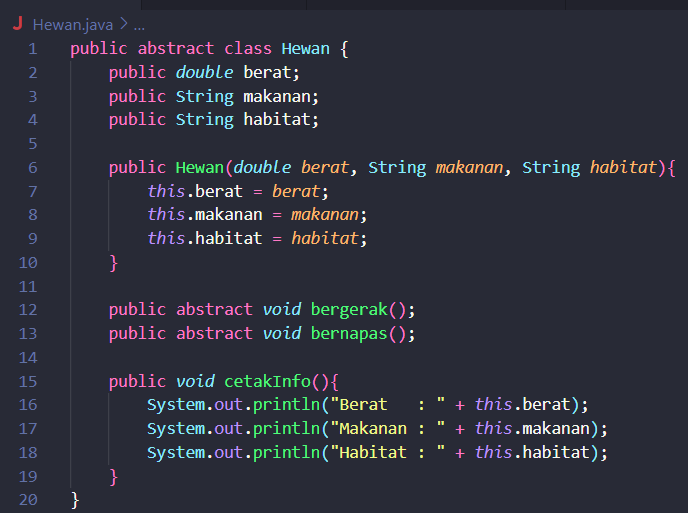 J Hewan.java > ...
1 public abstract class Hewan {
2 public double berat;
3 public String makanan;
4 public String habitat;
5
6 public Hewan(double berat, String makanan, String habitat){
7 this.berat = berat;
8 this.makanan = makanan;
9 this.habitat = habitat;
10 }
11
12 public abstract void bergerak();
13 public abstract void bernapas();
14
15 public void cetakInfo(){
16 System.out.println("Berat   : " + this.berat);
17 System.out.println("Makanan : " + this.makanan);
18 System.out.println("Habitat : " + this.habitat);
19 }
20 }